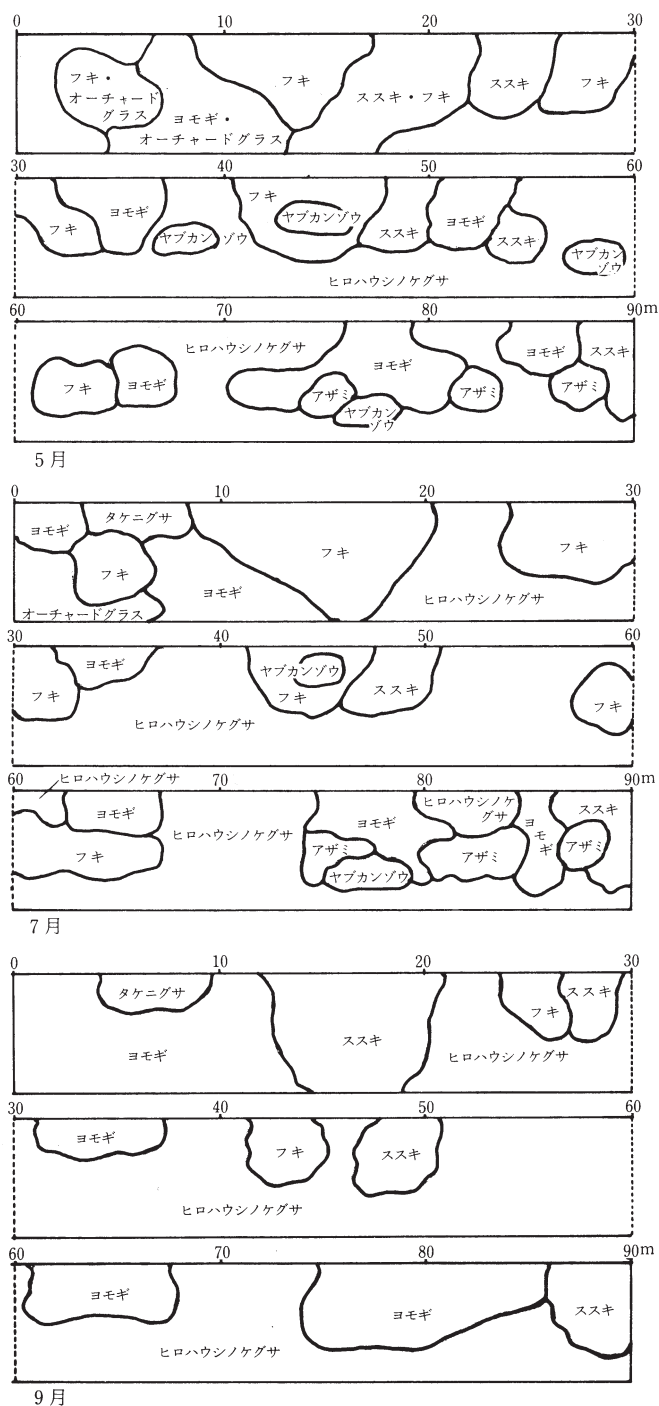 0 10 20 30
フキ・
オーチャード
グラス
ヨモギ・
オーチャードグラス
フキ
ススキ・フキ
ススキ
フキ
30 40 50 60
フキ
ヨモギ
ヤブカンゾウ
フキ
ヤブカンゾウ
ススキ
ヨモギ
ススキ
ヤブカン
ゾウ
ヒロハウシノケグサ
60 70 80 90m
フキ
ヨモギ
ヒロハウシノケグサ
ヨモギ
アザミ
ヤブカン
ゾウ
アザミ
ヨモギ
ススキ
アザミ
5月
0 10 20 30
ヨモギ
タケニグサ
フキ
オーチャードグラス
ヨモギ
フキ
ヒロハウシノケグサ
フキ
30 40 50 60
フキ
ヨモギ
ヒロハウシノケグサ
ヤブカンゾウ
フキ
ススキ
フキ
60 70 80 90m
ヒロハウシノケグサ
ヨモギ
フキ
ヒロハウシノケグサ
ヨモギ
アザミ
ヤブカンゾウ
ヒロハウシノケ
グサ
アザミ
ヨモギ
ススキ
アザミ
7月
0 10 20 30
タケニグサ
ヨモギ
ススキ
ヒロハウシノケグサ
フキ
ススキ
30 40 50 60
ヨモギ
フキ
ススキ
ヒロハウシノケグサ
60 70 80 90m
ヨモギ
ヒロハウシノケグサ
ヨモギ
ススキ
9月